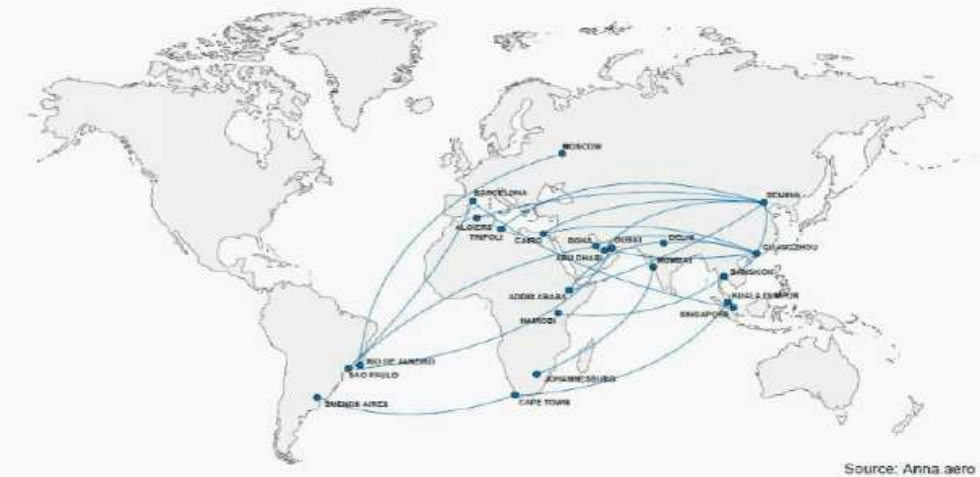 MOSCOW
BARCELONA
BEIJING
ALGIERS
TRIPOLI
CAIRO
DOHA
DUBAI
DELHI
GUANGZHOU
ABU DHABI
MUMBAI
BANGKOK
ADDIS ABABA
KUALA LUMPUR
NAIROBI
SINGAPORE
RIO DE JANEIRO
SAO PAULO
JOHANNESBURG
BUENOS AIRES
CAPE TOWN
Source: Anna.aero